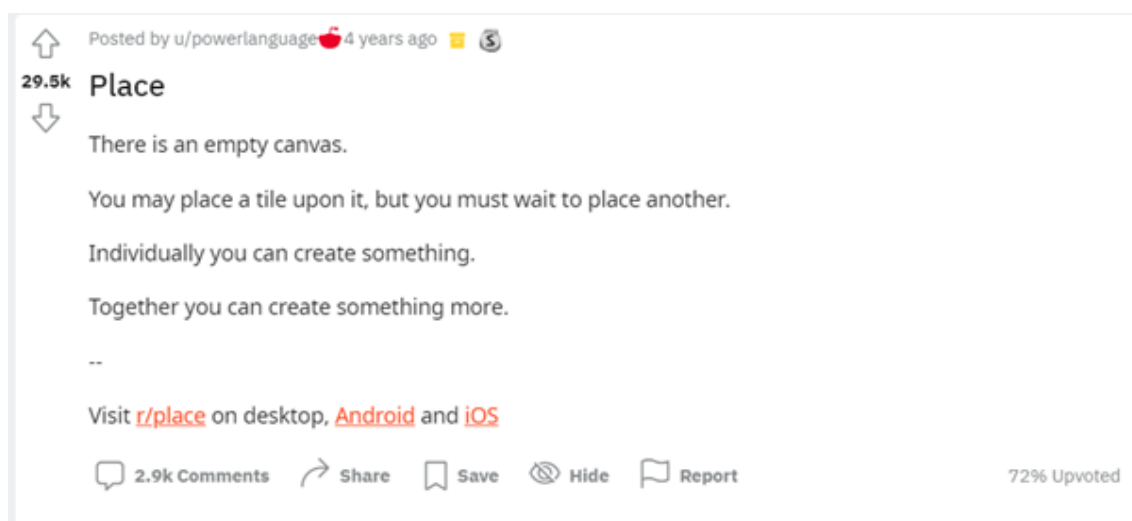 Posted by u/powerlanguage 4 years ago
29.5k
Place
There is an empty canvas.
You may place a tile upon it, but you must wait to place another.
Individually you can create something.
Together you can create something more.
--
Visit r/place on desktop, Android and iOS
2.9k Comments Share Save Hide Report 72% Upvoted